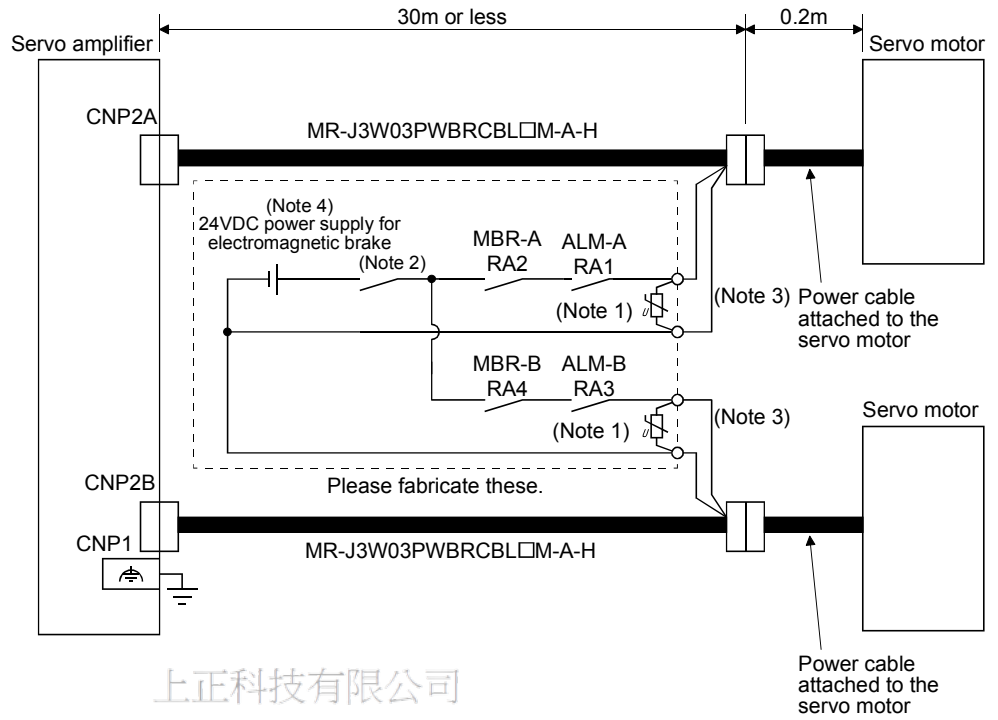 30m or less
0.2m
Servo amplifier
Servo motor
CNP2A
MR-J3W03PWBRCBL□M-A-H
(Note 4)
24VDC power supply for
electromagnetic brake
(Note 2)
MBR-A
RA2
ALM-A
RA1
(Note 1)
U
(Note 3)
Power cable
attached to the
servo motor
MBR-B
RA4
ALM-B
RA3
(Note 1)
U
(Note 3)
Servo motor
CNP2B
Please fabricate these.
CNP1
MR-J3W03PWBRCBL□M-A-H
Power cable
attached to the
servo motor
上正科技有限公司